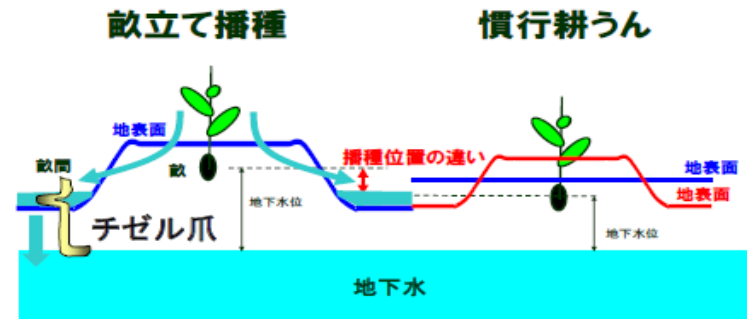 畝立て播種
慣行耕うん
地表面
播種位置の違い
畝間
畝
地表面
地表面
地下水位
チゼル爪
地下水位
地下水